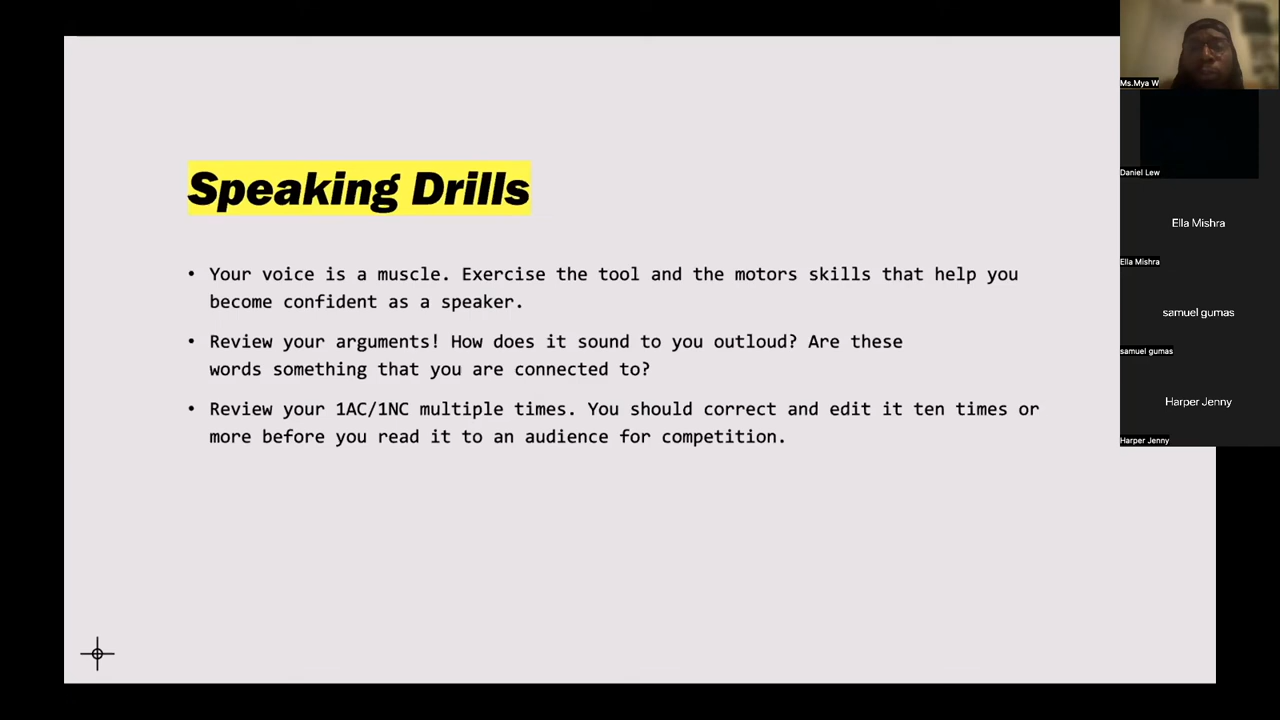 Speaking Drills
• Your voice is a muscle. Exercise the tool and the motors skills that help you
become confident as a speaker.
• Review your arguments! How does it sound to you outloud? Are these
words something that you are connected to?
• Review your 1AC/1NC multiple times. You should correct and edit it ten times or
more before you read it to an audience for competition.
Ms.Mya W
Daniel Lew
Ella Mishra
Ella Mishra
samuel gumas
samuel gumas
Harper Jenny
Harper Jenny